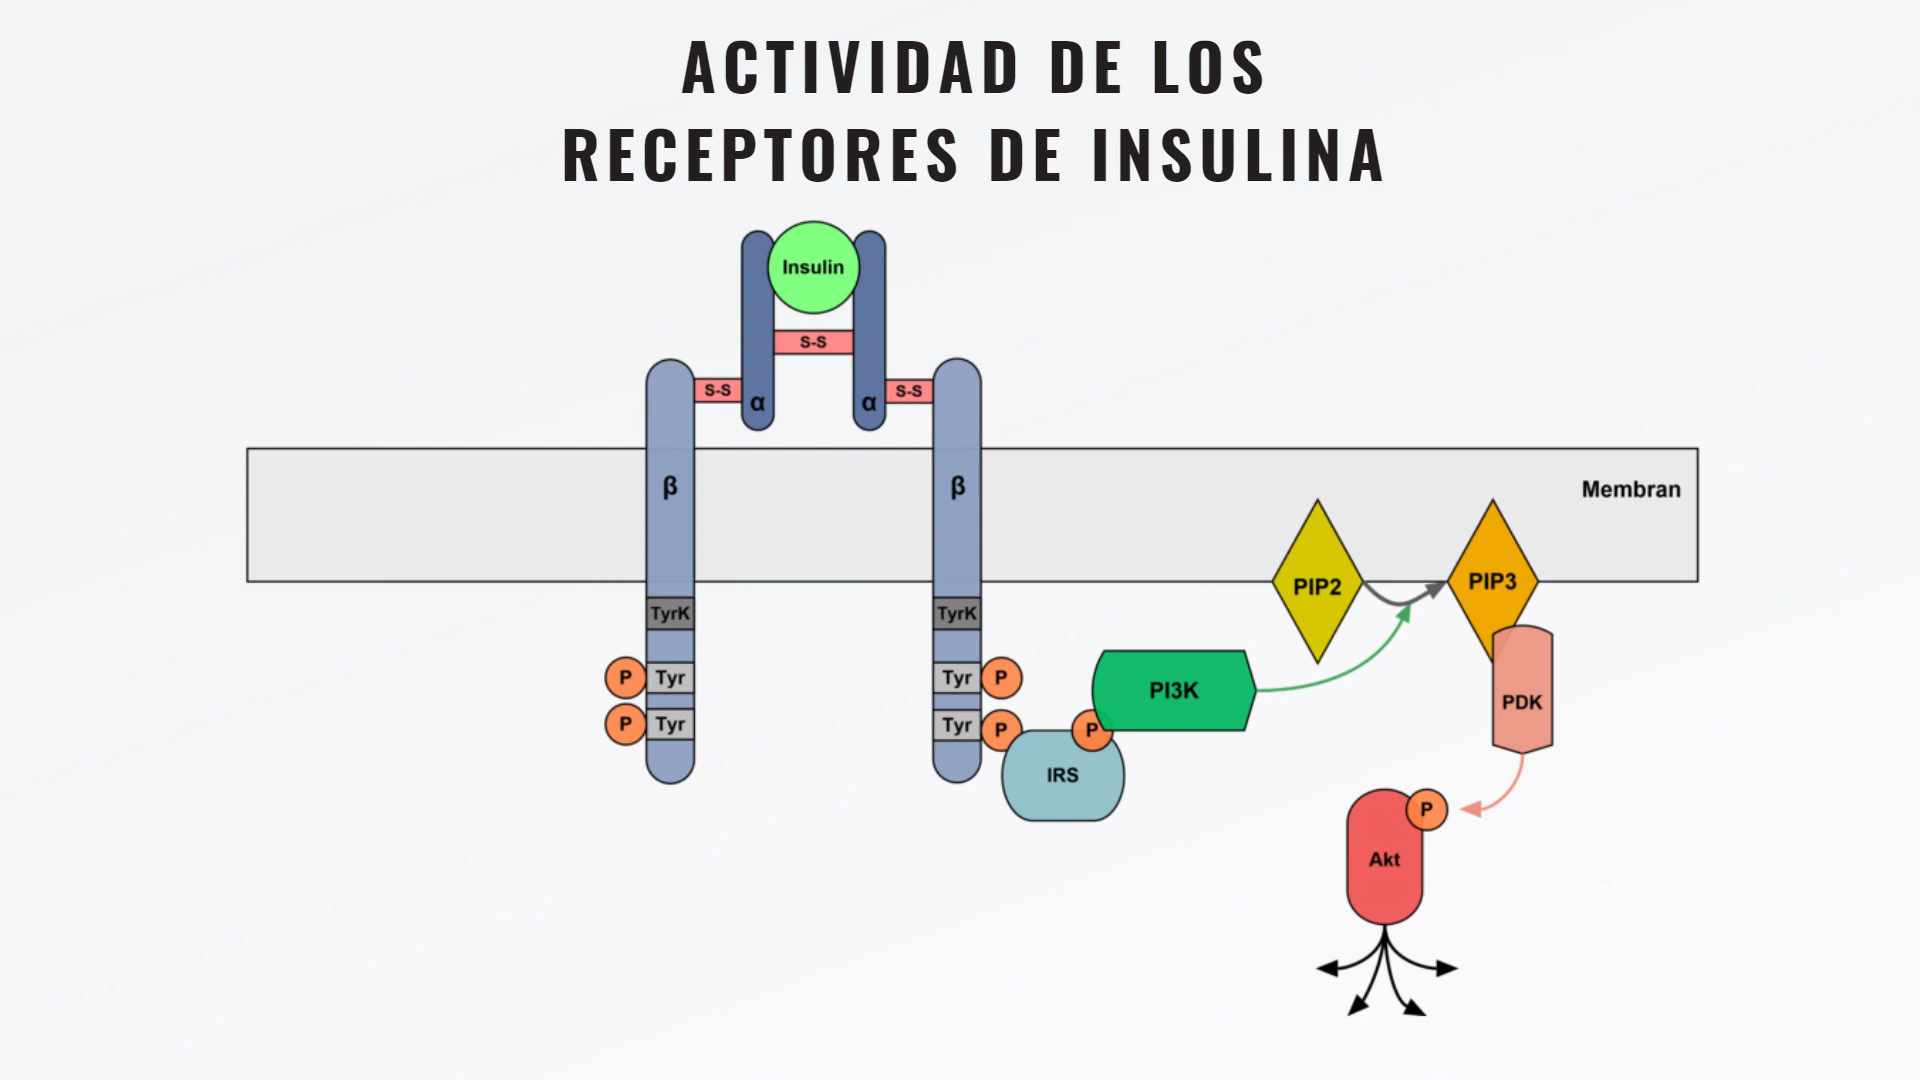 ACTIVIDAD DE LOS
RECEPTORES DE INSULINA
Insulin
S-S
S-S
S-S
α
α
β
β
Membran
PIP2
PIP3
TyrK
TyrK
P
Tyr
Tyr
P
PI3K
PDK
P
Tyr
Tyr
P
P
IRS
P
Akt